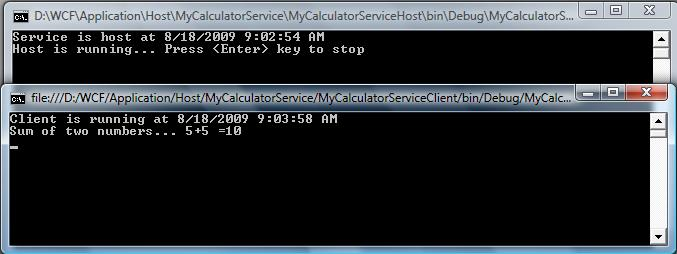 D:\WCF\Application\Host\MyCalculatorService\MyCalculatorServiceHost\bin\Debug\MyCalculatorS...
Service is host at 8/18/2009 9:02:54 AM
Host is running... Press <Enter> key to stop
file:///D:/WCF/Application/Host/MyCalculatorService/MyCalculatorServiceClient/bin/Debug/MyCalc...
Client is running at 8/18/2009 9:03:58 AM
Sum of two numbers... 5+5 =10